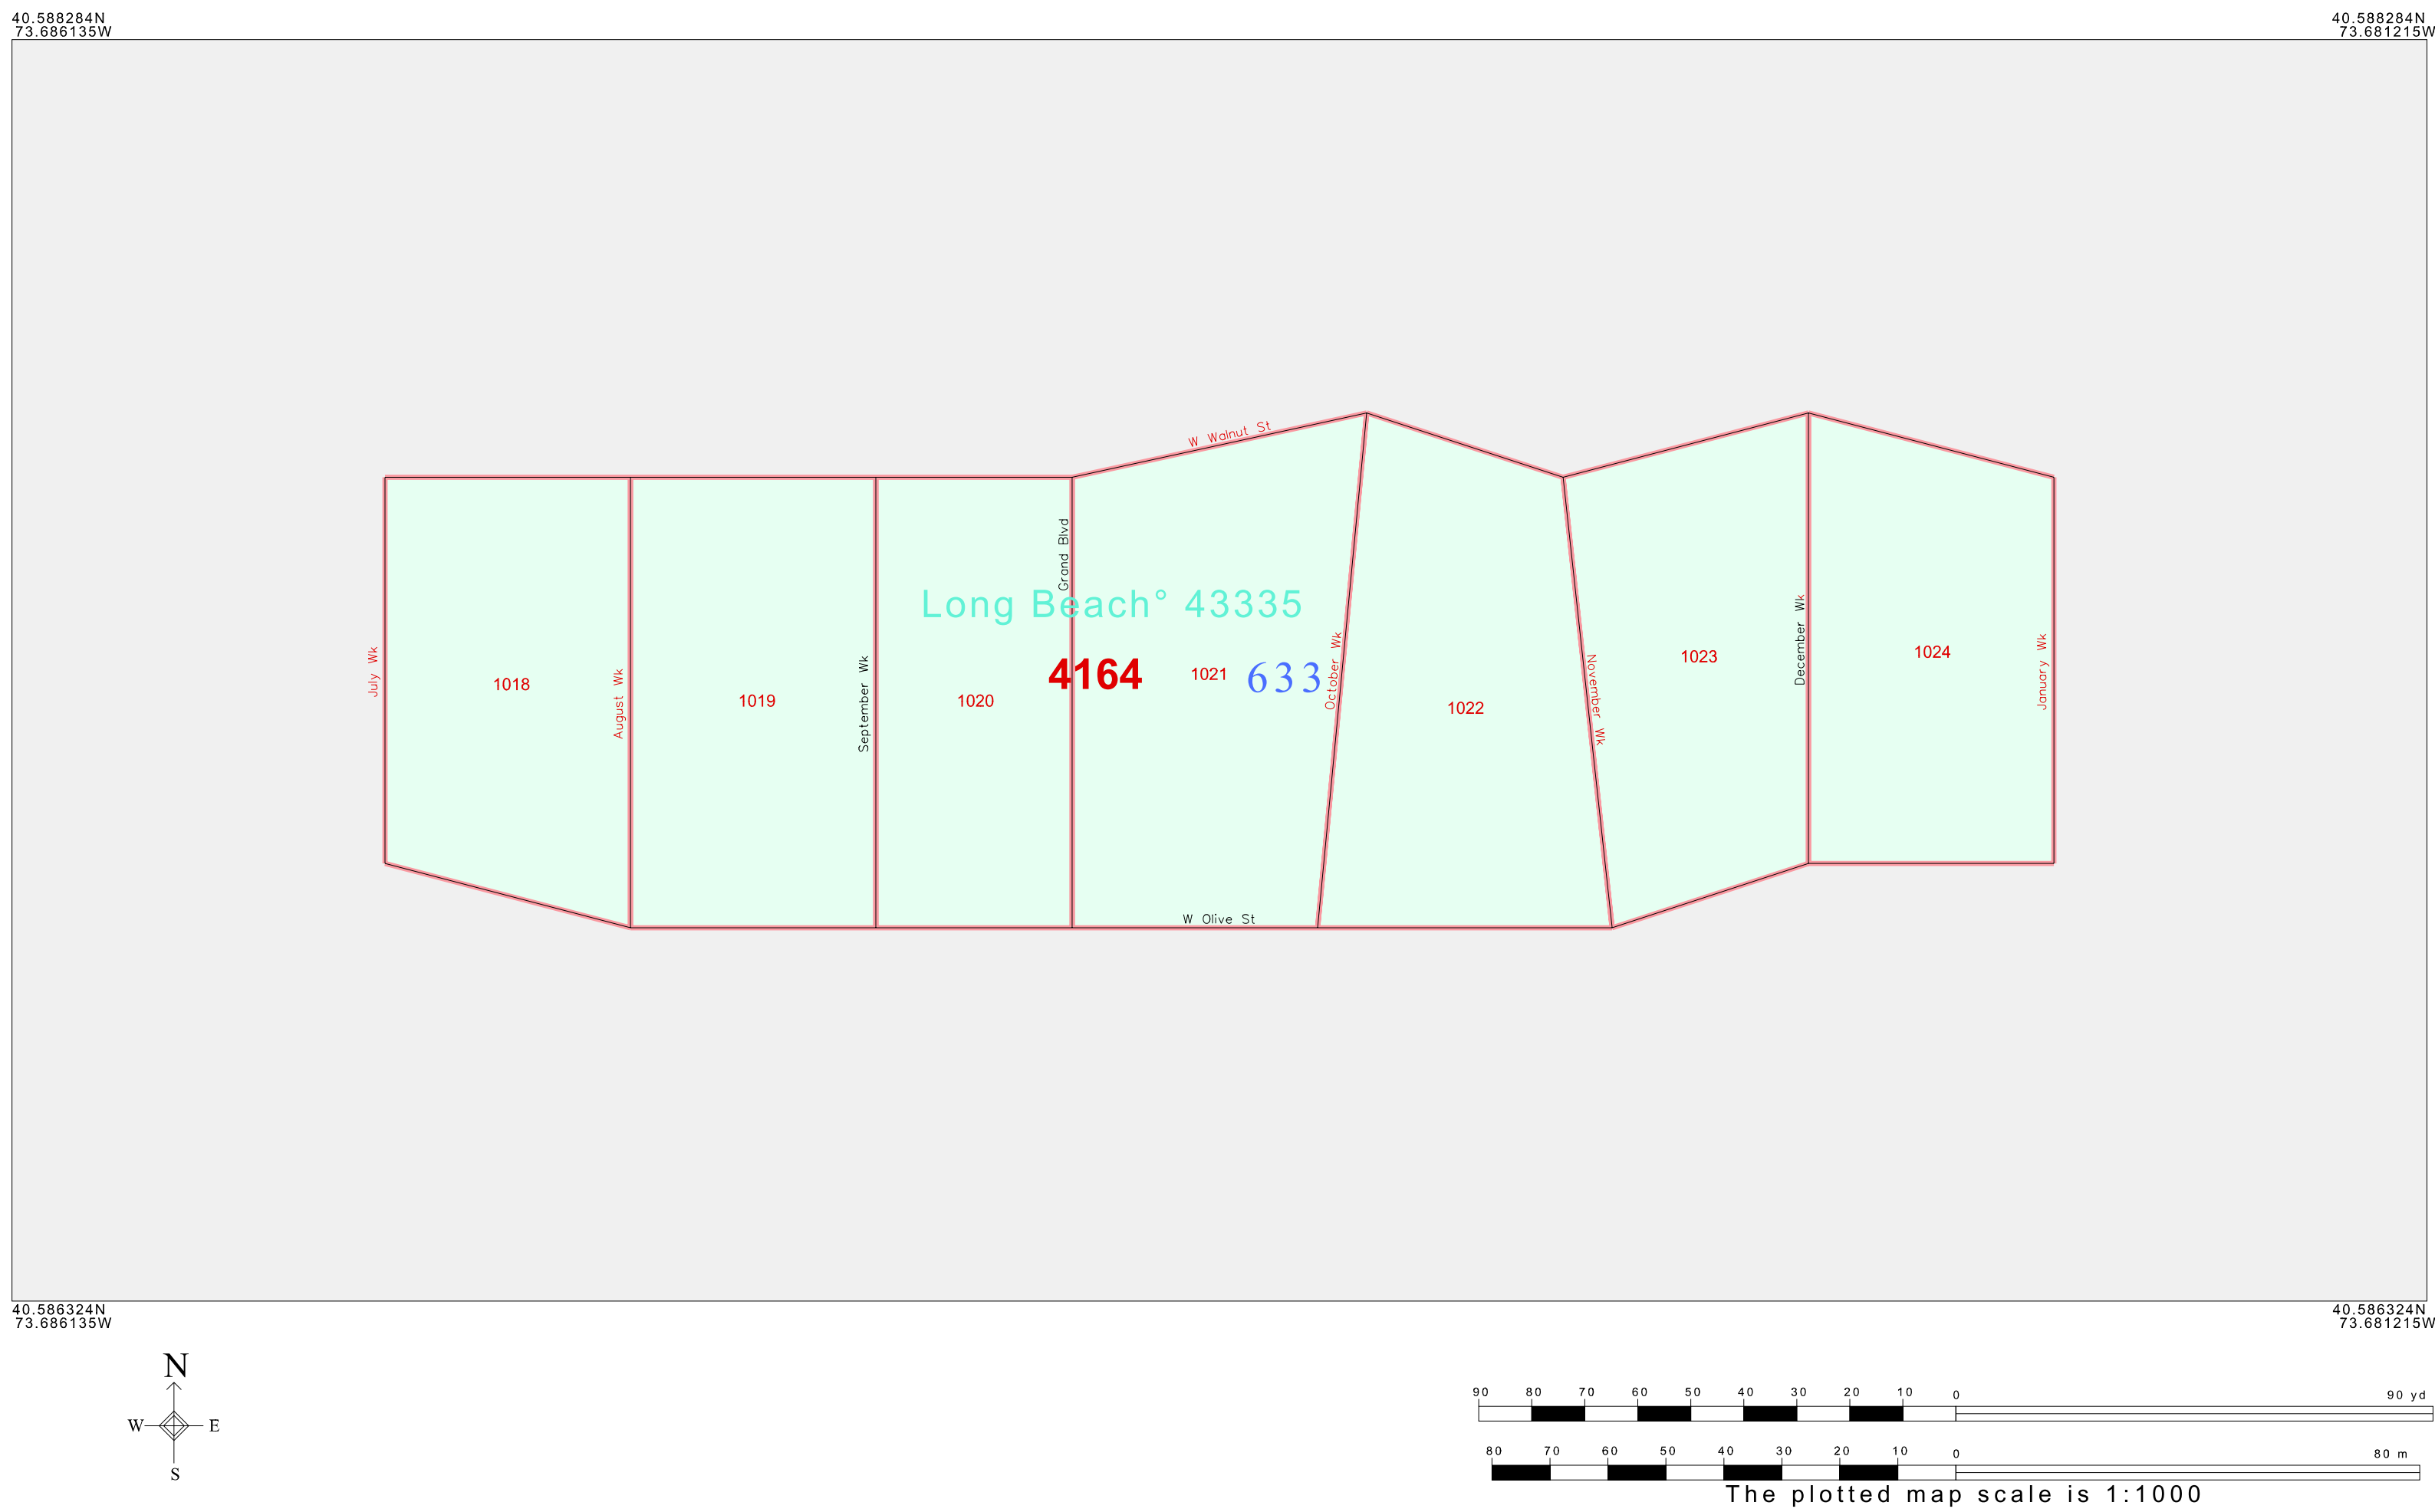 40.588284N
73.686135W
40.588284N
73.681215W
W Walnut St
Grand Blvd
Long Beach° 43335
July Wk
1018
August Wk
1019
September Wk
1020
4164
1021
633
October Wk
1022
November Wk
1023
December Wk
1024
January Wk
W Olive St
40.586324N
73.686135W
40.586324N
73.681215W
N
W E
S
90 80 70 60 50 40 30 20 10 0 90 yd
80 70 60 50 40 30 20 10 0 80 m
The plotted map scale is 1:1000